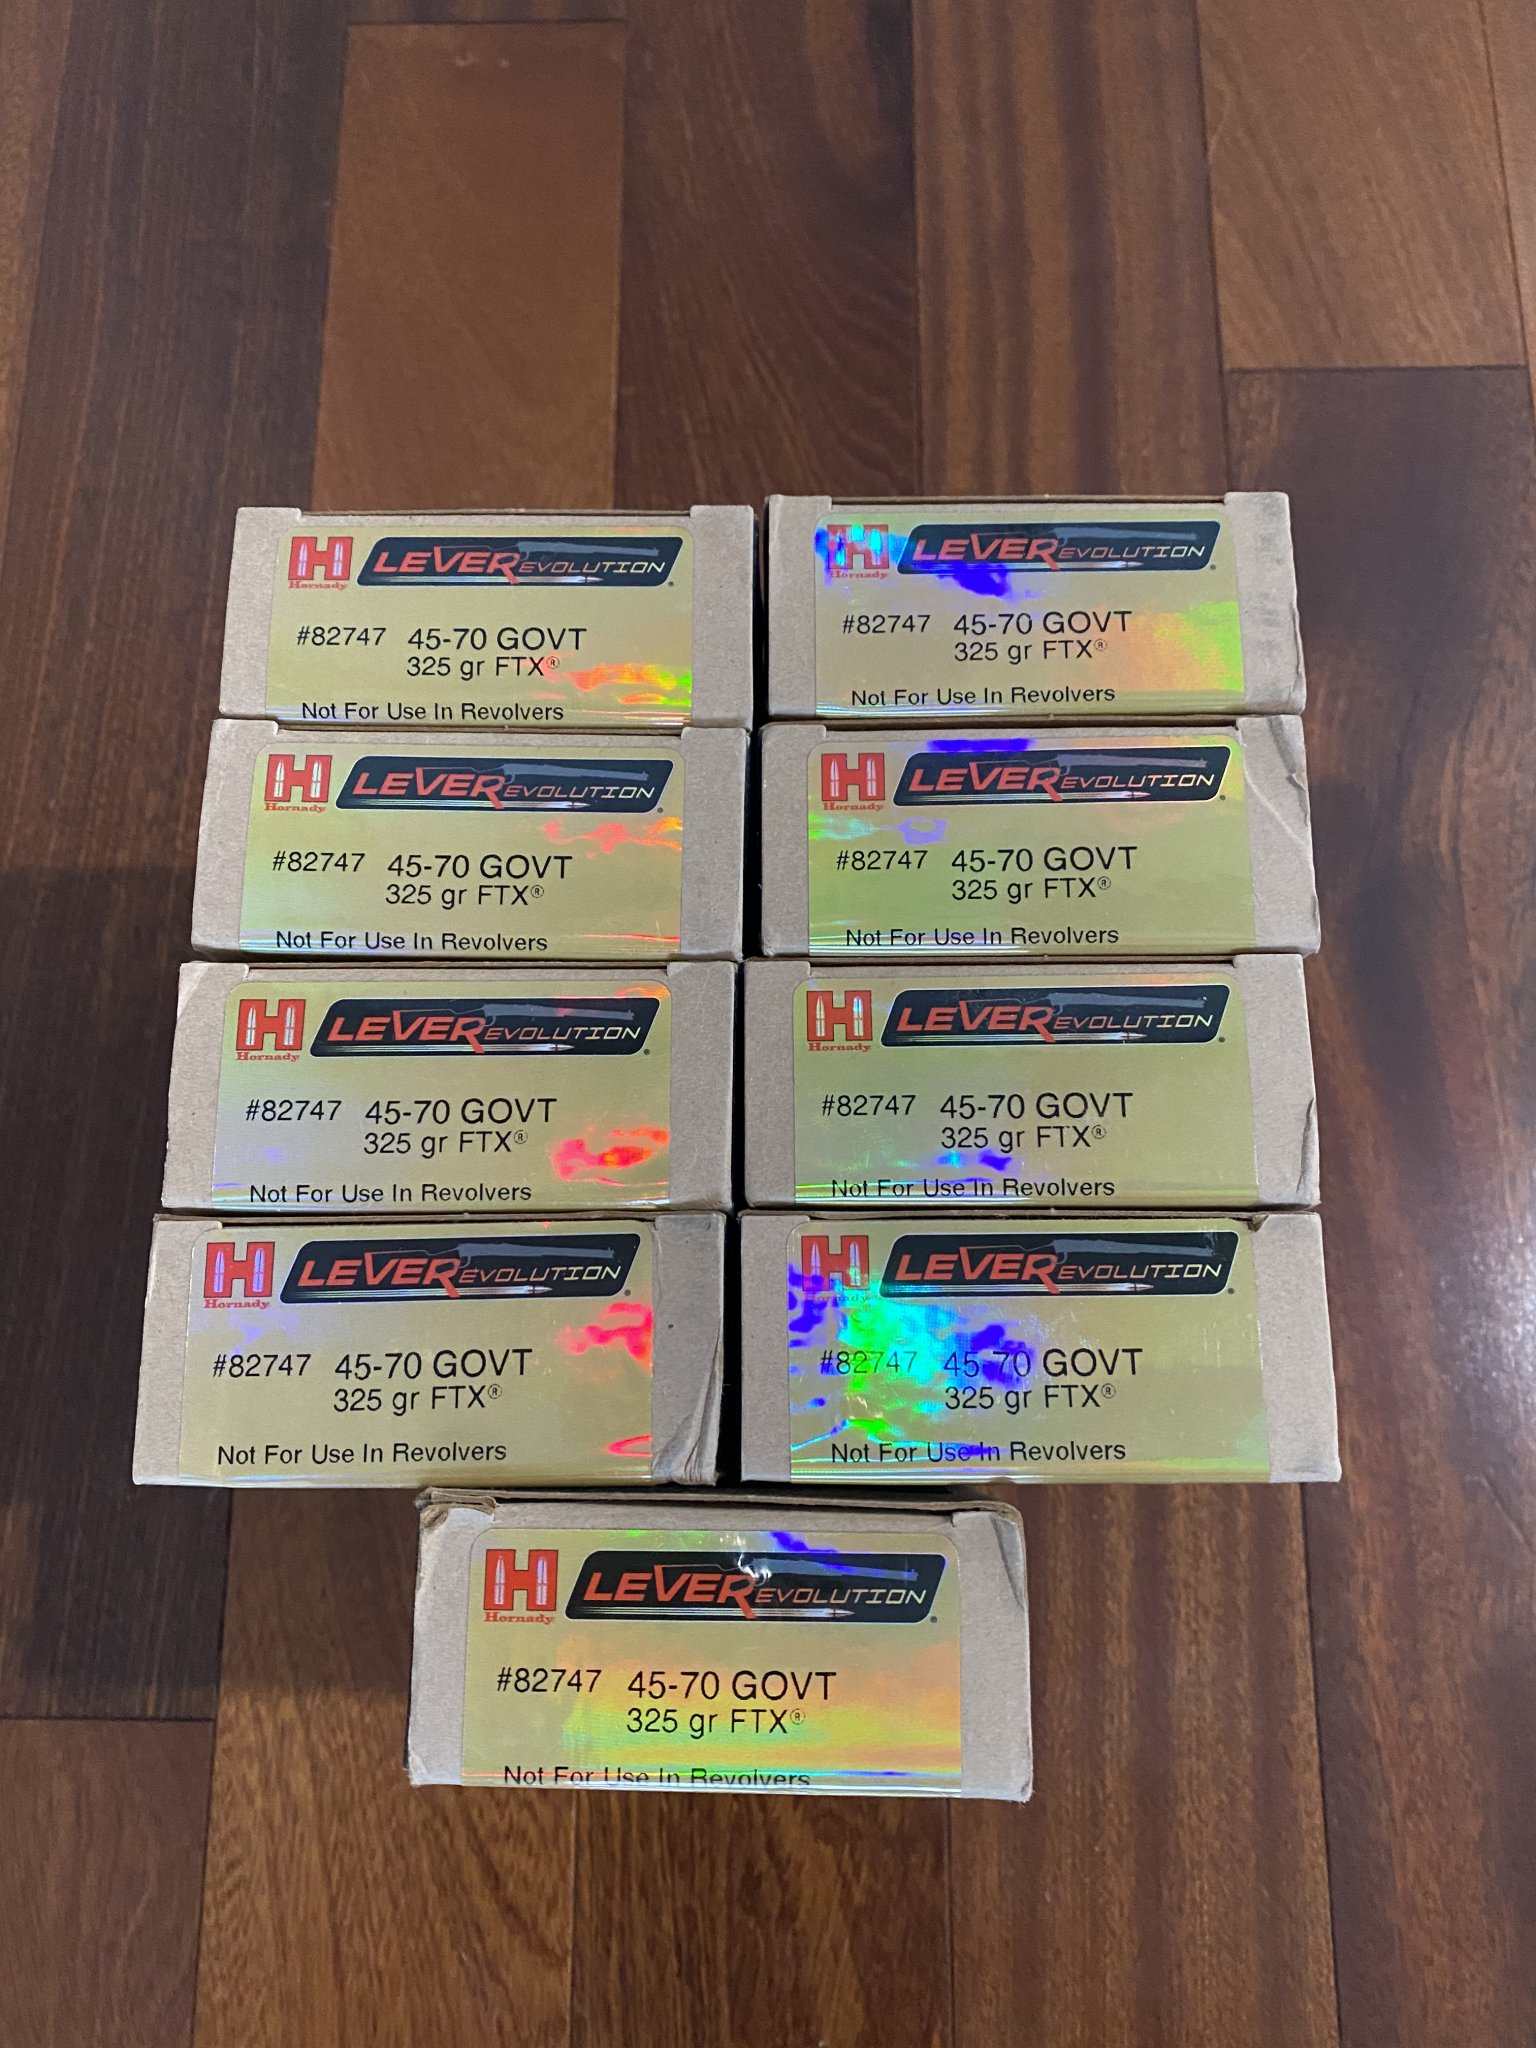 H
Hornady
LEVERevolution
#82747 45-70 GOVT
325 gr FTX®
Not For Use In Revolvers
H
Hornady
LEVERevolution
#82747 45-70 GOVT
325 gr FTX®
Not For Use In Revolvers
H
Hornady
LEVERevolution
#82747 45-70 GOVT
325 gr FTX®
Not For Use In Revolvers
H
Hornady
LEVERevolution
#82747 45-70 GOVT
325 gr FTX®
Not For Use In Revolvers
H
Hornady
LEVERevolution
#82747 45-70 GOVT
325 gr FTX®
Not For Use In Revolvers
H
Hornady
LEVERevolution
#82747 45-70 GOVT
325 gr FTX®
Not For Use In Revolvers
H
Hornady
LEVERevolution
#82747 45-70 GOVT
325 gr FTX®
Not For Use In Revolvers
H
Hornady
LEVERevolution
#82747 45-70 GOVT
325 gr FTX®
Not For Use In Revolvers
H
Hornady
LEVERevolution
#82747 45-70 GOVT
325 gr FTX®
Not For Use In Revolvers